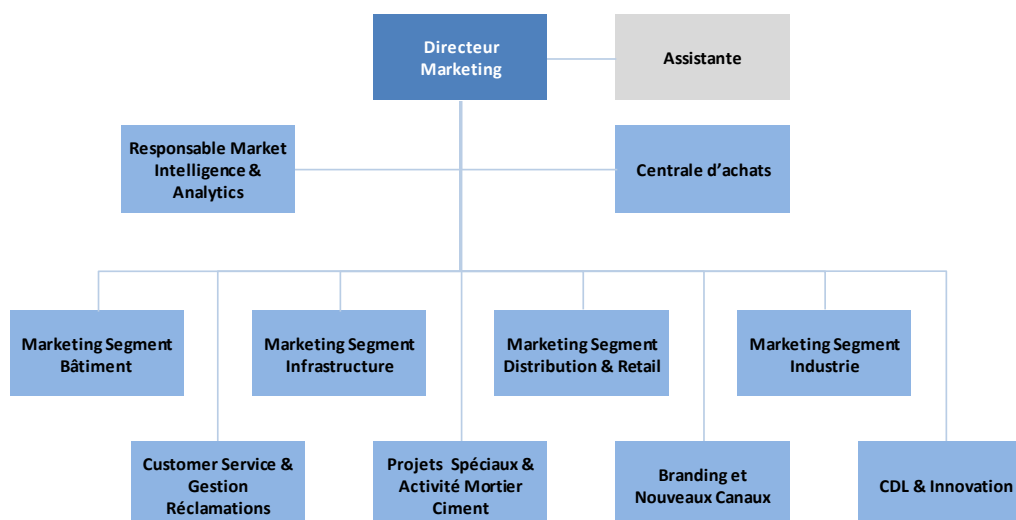 Directeur
Marketing
Assistante
Responsable Market
Intelligence &
Analytics
Centrale d’achats
Marketing Segment
Bâtiment
Marketing Segment
Infrastructure
Marketing Segment
Distribution & Retail
Marketing Segment
Industrie
Customer Service &
Gestion
Réclamations
Projets Spéciaux &
Activité Mortier
Ciment
Branding et
Nouveaux Canaux
CDL & Innovation